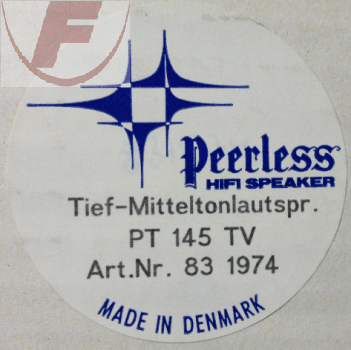 F
Peerless
HIFI SPEAKER
Tief-Mitteltonlautspr.
PT 145 TV
Art.Nr. 83 1974
MADE IN DENMARK